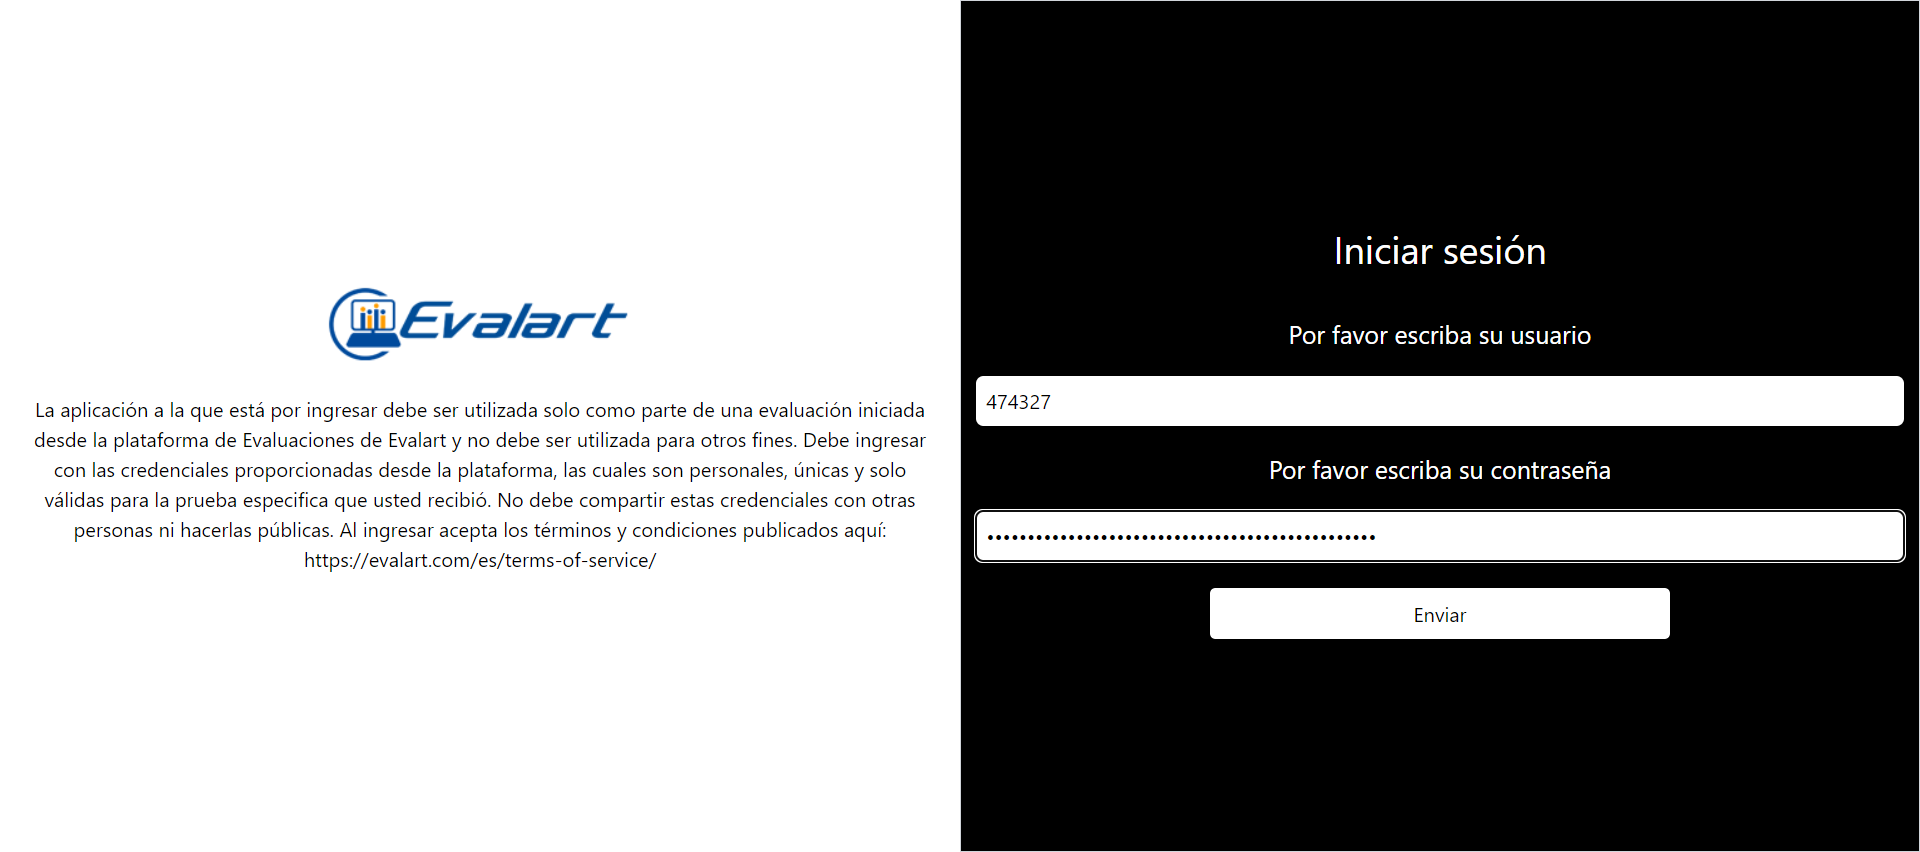 Evalart
La aplicación a la que está por ingresar debe ser utilizada solo como parte de una evaluación iniciada
desde la plataforma de Evaluaciones de Evalart y no debe ser utilizada para otros fines. Debe ingresar
con las credenciales proporcionadas desde la plataforma, las cuales son personales, únicas y solo
válidas para la prueba especifica que usted recibió. No debe compartir estas credenciales con otras
personas ni hacerlas públicas. Al ingresar acepta los términos y condiciones publicados aquí:
https://evalart.com/es/terms-of-service/
Iniciar sesión
Por favor escriba su usuario
474327
Por favor escriba su contraseña
Enviar